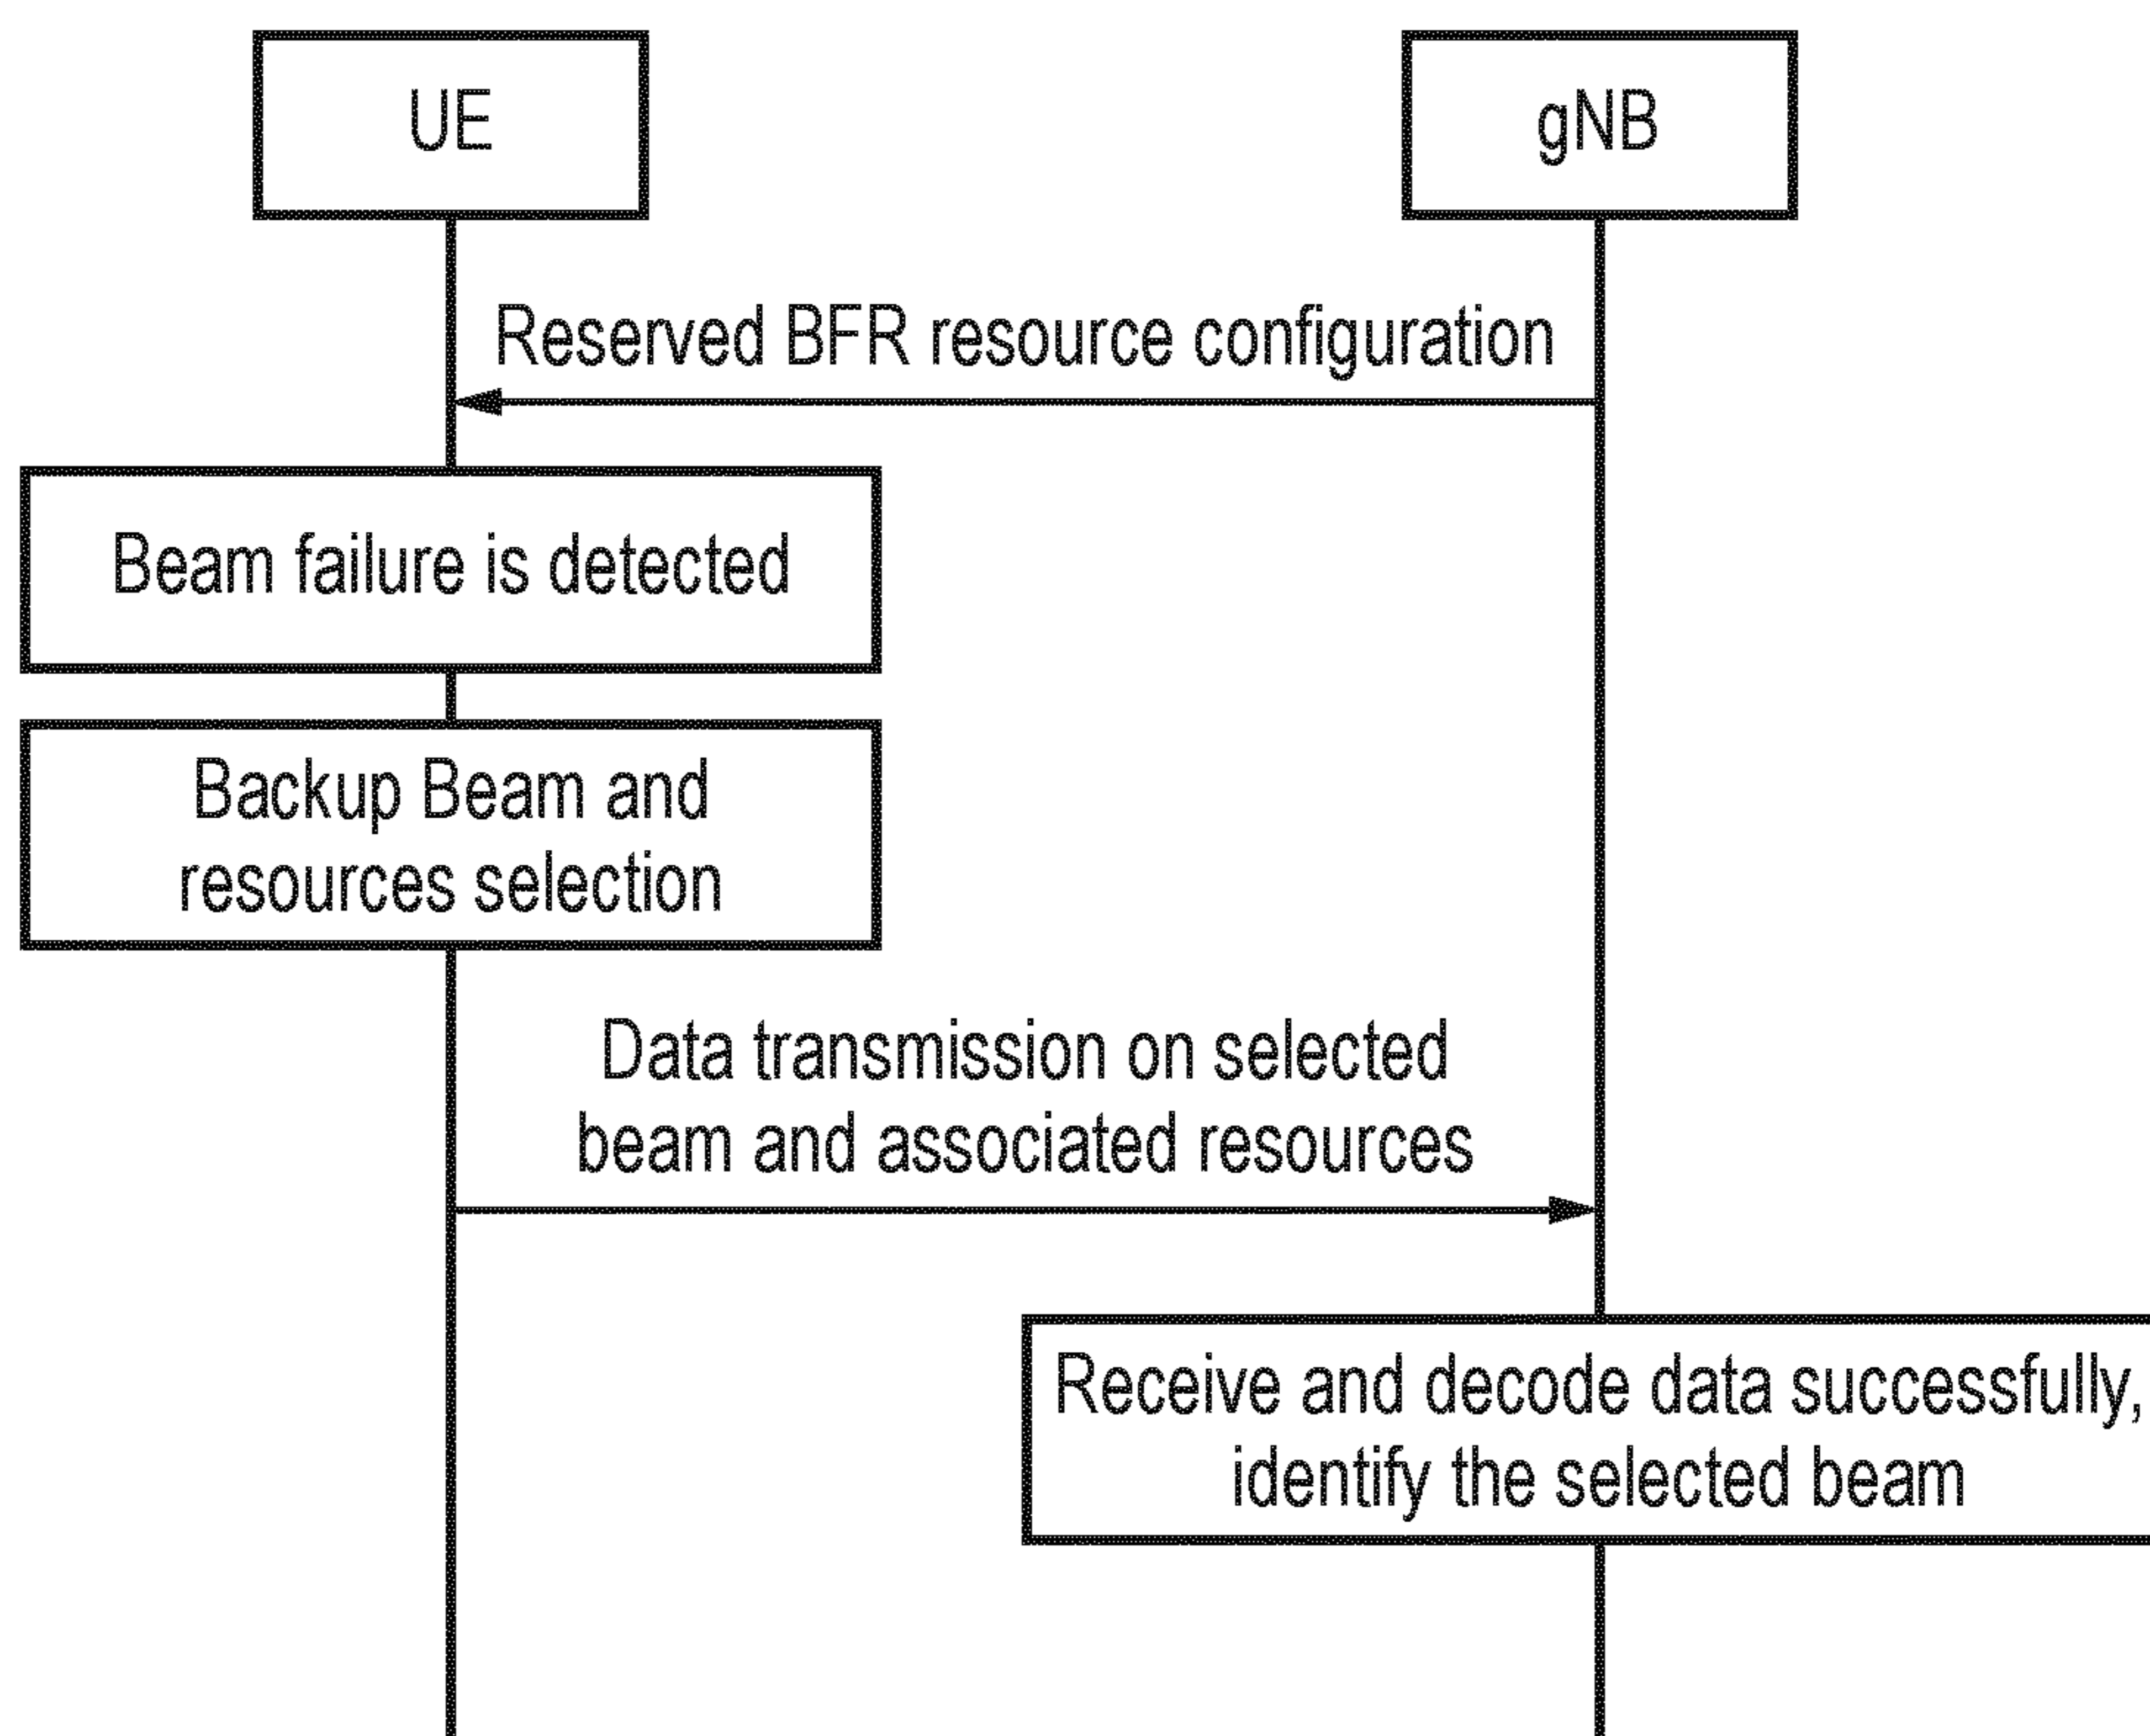 UE
gNB
Reserved BFR resource configuration
Beam failure is detected
Backup Beam and
resources selection
Data transmission on selected
beam and associated resources
Receive and decode data successfully,
identify the selected beam